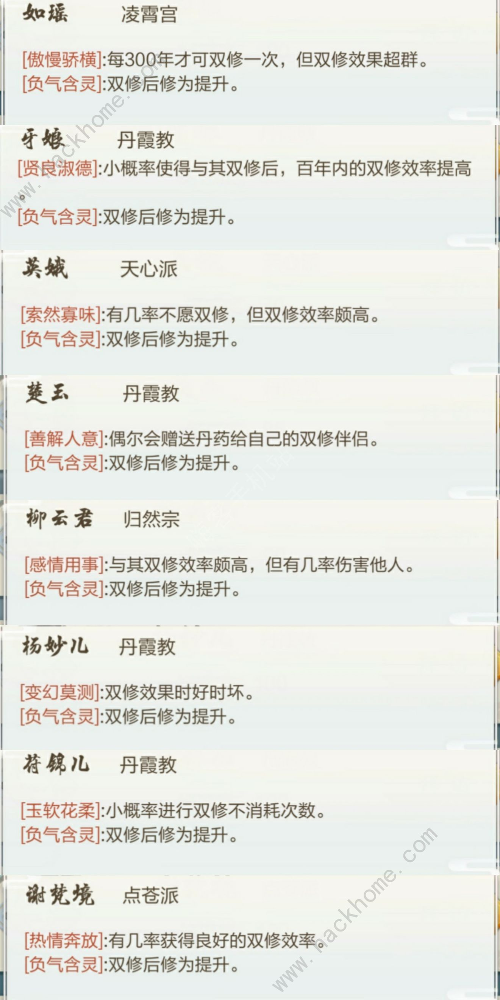 如瑶 凌霄宫
[傲慢骄横]:每300年才可双修一次，但双修效果超群。
[负气含灵]:双修后修为提升。
牙娘 丹霞教
[贤良淑德]:小概率使得与其双修后，百年内的双修效率提高
。
[负气含灵]:双修后修为提升。
www.hackhome.com
英娥 天心派
[索然寡味]:有几率不愿双修，但双修效率颇高。
[负气含灵]:双修后修为提升。
楚玉 丹霞教
[善解人意]:偶尔会赠送丹药给自己的双修伴侣。
[负气含灵]:双修后修为提升。
柳云君 归然宗
[感情用事]:与其双修效率颇高，但有几率伤害他人。
[负气含灵]:双修后修为提升。
杨妙儿 丹霞教
[变幻莫测]:双修效果时好时坏。
[负气含灵]:双修后修为提升。
苻锦儿 丹霞教
[玉软花柔]:小概率进行双修不消耗次数。
[负气含灵]:双修后修为提升。
谢梵境 点苍派
[热情奔放]:有几率获得良好的双修效率。
[负气含灵]:双修后修为提升。
www.hackhome.com